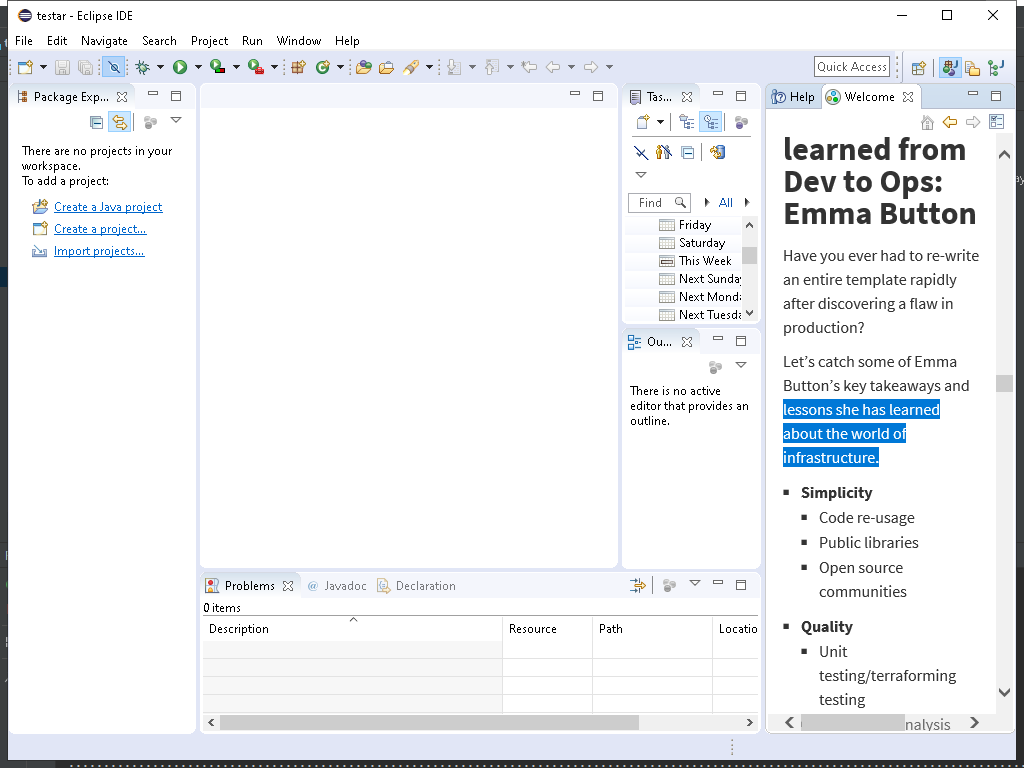 testar - Eclipse IDE
File Edit Navigate Search Project Run Window Help
Quick Access
Package Exp...
There are no projects in your
workspace.
To add a project:
Create a Java project
Create a project...
Import projects...
Tas...
Find All
Friday
Saturday
This Week
Next Sunday
Next Monda
Next Tuesda
Ou...
There is no active
editor that provides an
outline.
Problems @ Javadoc Declaration
0 items
Description Resource Path Locatio
Help Welcome
learned from
Dev to Ops:
Emma Button
Have you ever had to re-write
an entire template rapidly
after discovering a flaw in
production?
Let’s catch some of Emma
Button’s key takeaways and
lessons she has learned
about the world of
infrastructure.
Simplicity
Code re-usage
Public libraries
Open source
communities
Quality
Unit
testing/terraforming
testing
nalysis